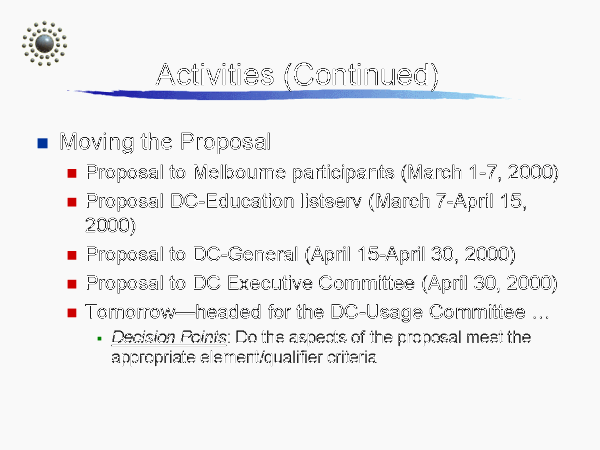 Activities (Continued)
Moving the Proposal
Proposal to Melbourne participants (March 1-7, 2000)
Proposal DC-Education listserv (March 7-April 15,
2000)
Proposal to DC-General (April 15-April 30, 2000)
Proposal to DC Executive Committee (April 30, 2000)
Tomorrow—headed for the DC-Usage Committee …
Decision Points: Do the aspects of the proposal meet the
appropriate element/qualifier criteria